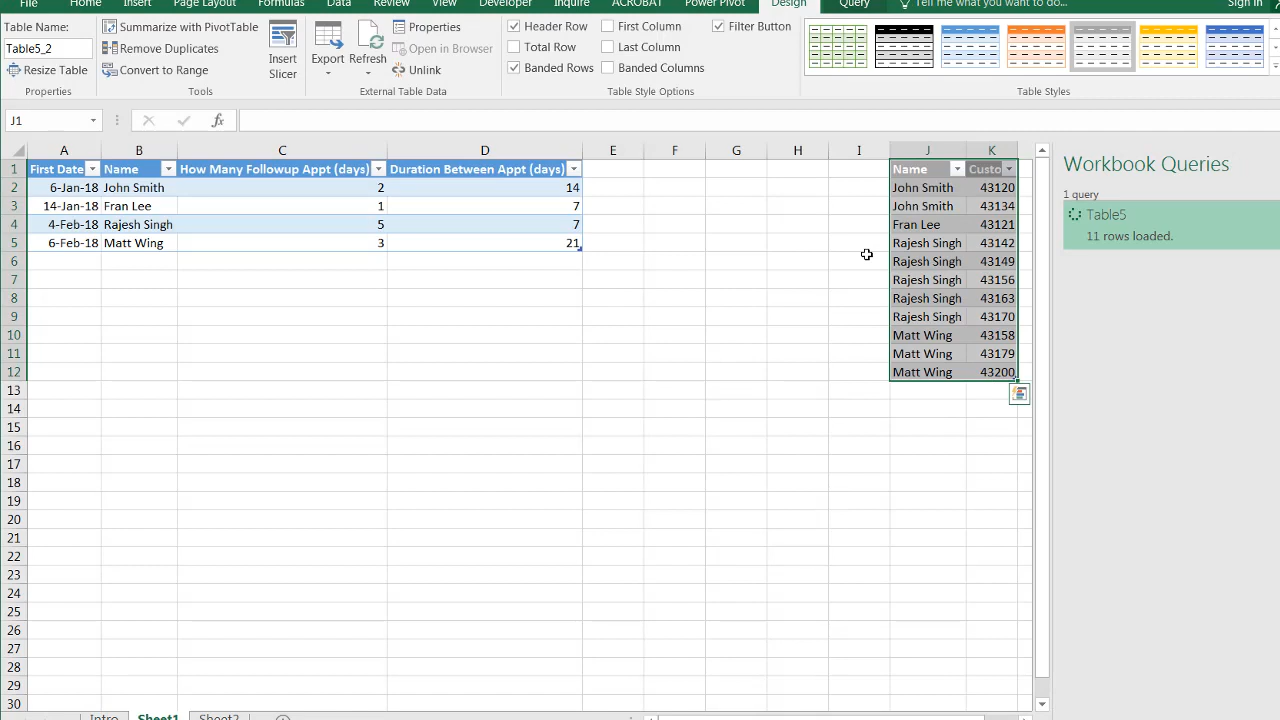 File Home Insert Page Layout Formulas Data Review View Developer Inquire ACROBAT Power Pivot Design Query Tell me what you want to do... Sign in
Table Name:
Table5_2
Resize Table
Properties
Summarize with PivotTable
Remove Duplicates
Convert to Range
Tools
Insert
Slicer
Export Refresh
Properties
Open in Browser
Unlink
External Table Data
Header Row First Column Filter Button
Total Row Last Column
Banded Rows Banded Columns
Table Style Options
Table Styles
J1 fx
A B C D E F G H I J K
1 First Date Name How Many Followup Appt (days) Duration Between Appt (days) Name Custo
2 6-Jan-18 John Smith 2 14 John Smith 43120
3 14-Jan-18 Fran Lee 1 7 John Smith 43134
4 4-Feb-18 Rajesh Singh 5 7 Fran Lee 43121
5 6-Feb-18 Matt Wing 3 21 Rajesh Singh 43142
6 Rajesh Singh 43149
7 Rajesh Singh 43156
8 Rajesh Singh 43163
9 Rajesh Singh 43170
10 Matt Wing 43158
11 Matt Wing 43179
12 Matt Wing 43200
13
14
15
16
17
18
19
20
21
22
23
24
25
26
27
28
29
30
Intro Sheet1 Sheet2
Workbook Queries
1 query
Table5
11 rows loaded.